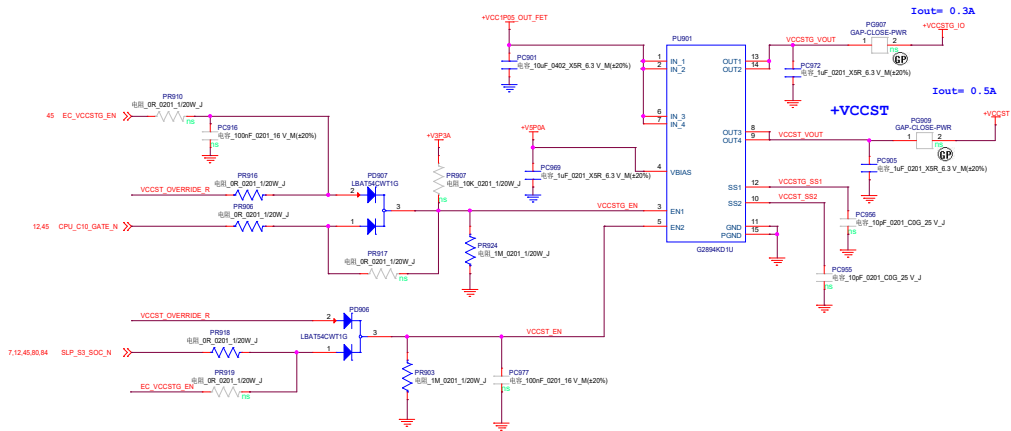 Iout= 0.3A
PG907
GAP-CLOSE-PWR
+VCCSTG_IO
+VCC1P05_OUT_FET
PU901
VCCSTG_VOUT
1
2
ns
GP
PC901
电容_10uF_0402_X5R_6.3 V_M(±20%)
1
2
IN_1
IN_2
OUT1
OUT2
13
14
PC972
电容_1uF_0201_X5R_6.3 V_M(±20%)
Iout= 0.5A
PR910
电阻_0R_0201_1/20W_J
45 EC_VCCSTG_EN
ns
PC916
电容_100nF_0201_16 V_M(±20%)
ns
6
7
IN_3
IN_4
+VCCST
+VCCST
+V3P3A
+V5P0A
OUT3
OUT4
8
9
VCCST_VOUT
PG909
GAP-CLOSE-PWR
1
2
ns
GP
PR907
电阻_10K_0201_1/20W_J
ns
PC969
电容_1uF_0201_X5R_6.3 V_M(±20%)
4
VBIAS
PC905
电容_1uF_0201_X5R_6.3 V_M(±20%)
VCCST_OVERRIDE_R
PR916
电阻_0R_0201_1/20W_J
PD907
LBAT54CWT1G
2
1
3
SS1
SS2
12
10
VCCSTG_SS1
VCCST_SS2
12,45 CPU_C10_GATE_N
PR906
电阻_0R_0201_1/20W_J
VCCSTG_EN
3
5
EN1
EN2
GND
PGND
11
15
PC956
电容_10pF_0201_C0G_25 V_J
ns
PR917
电阻_0R_0201_1/20W_J
ns
PR924
电阻_1M_0201_1/20W_J
G2894KD1U
PC955
电容_10pF_0201_C0G_25 V_J
ns
VCCST_OVERRIDE_R
PD906
LBAT54CWT1G
2
1
3
VCCST_EN
7,12,45,80,84 SLP_S3_SOC_N
PR918
电阻_0R_0201_1/20W_J
EC_VCCSTG_EN
PR919
电阻_0R_0201_1/20W_J
ns
PR903
电阻_1M_0201_1/20W_J
PC977
电容_100nF_0201_16 V_M(±20%)
ns